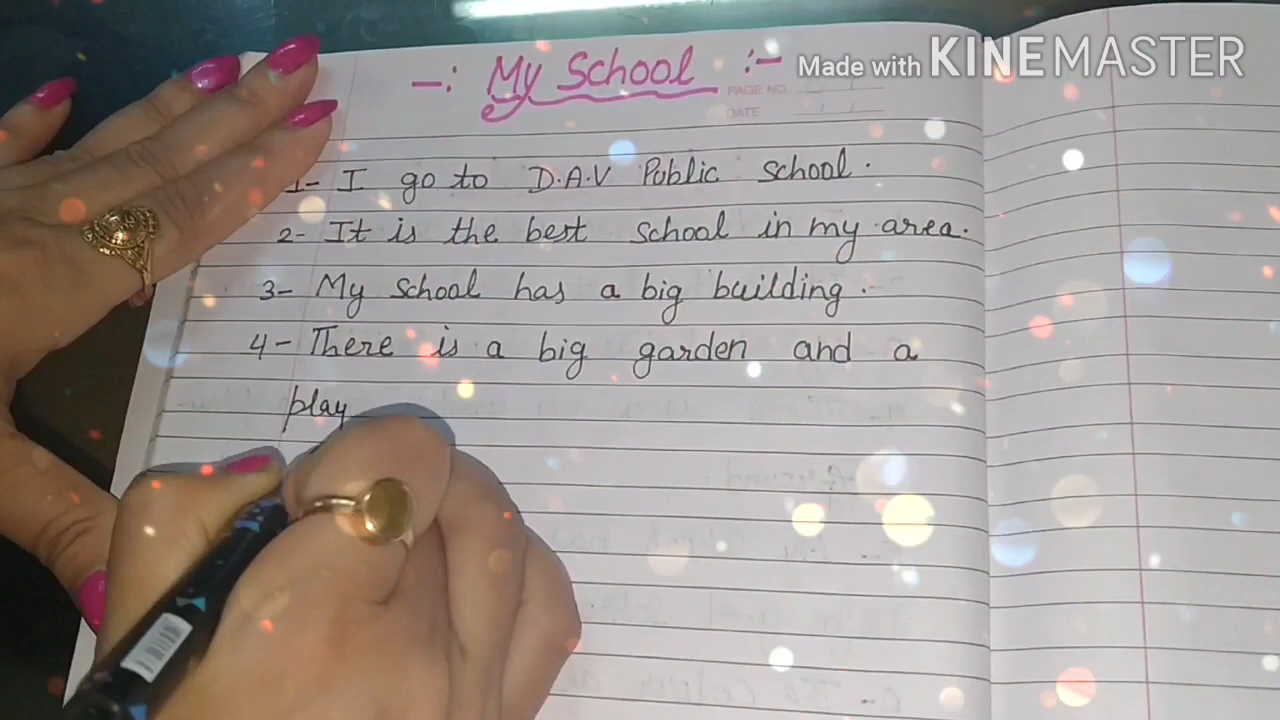 Made with KINEMASTER
-: My School :-
PAGE NO
DATE
1- I go to D.A.V Public School.
2- It is the best school in my area.
3- My school has a big building.
4- There is a big garden and a
play